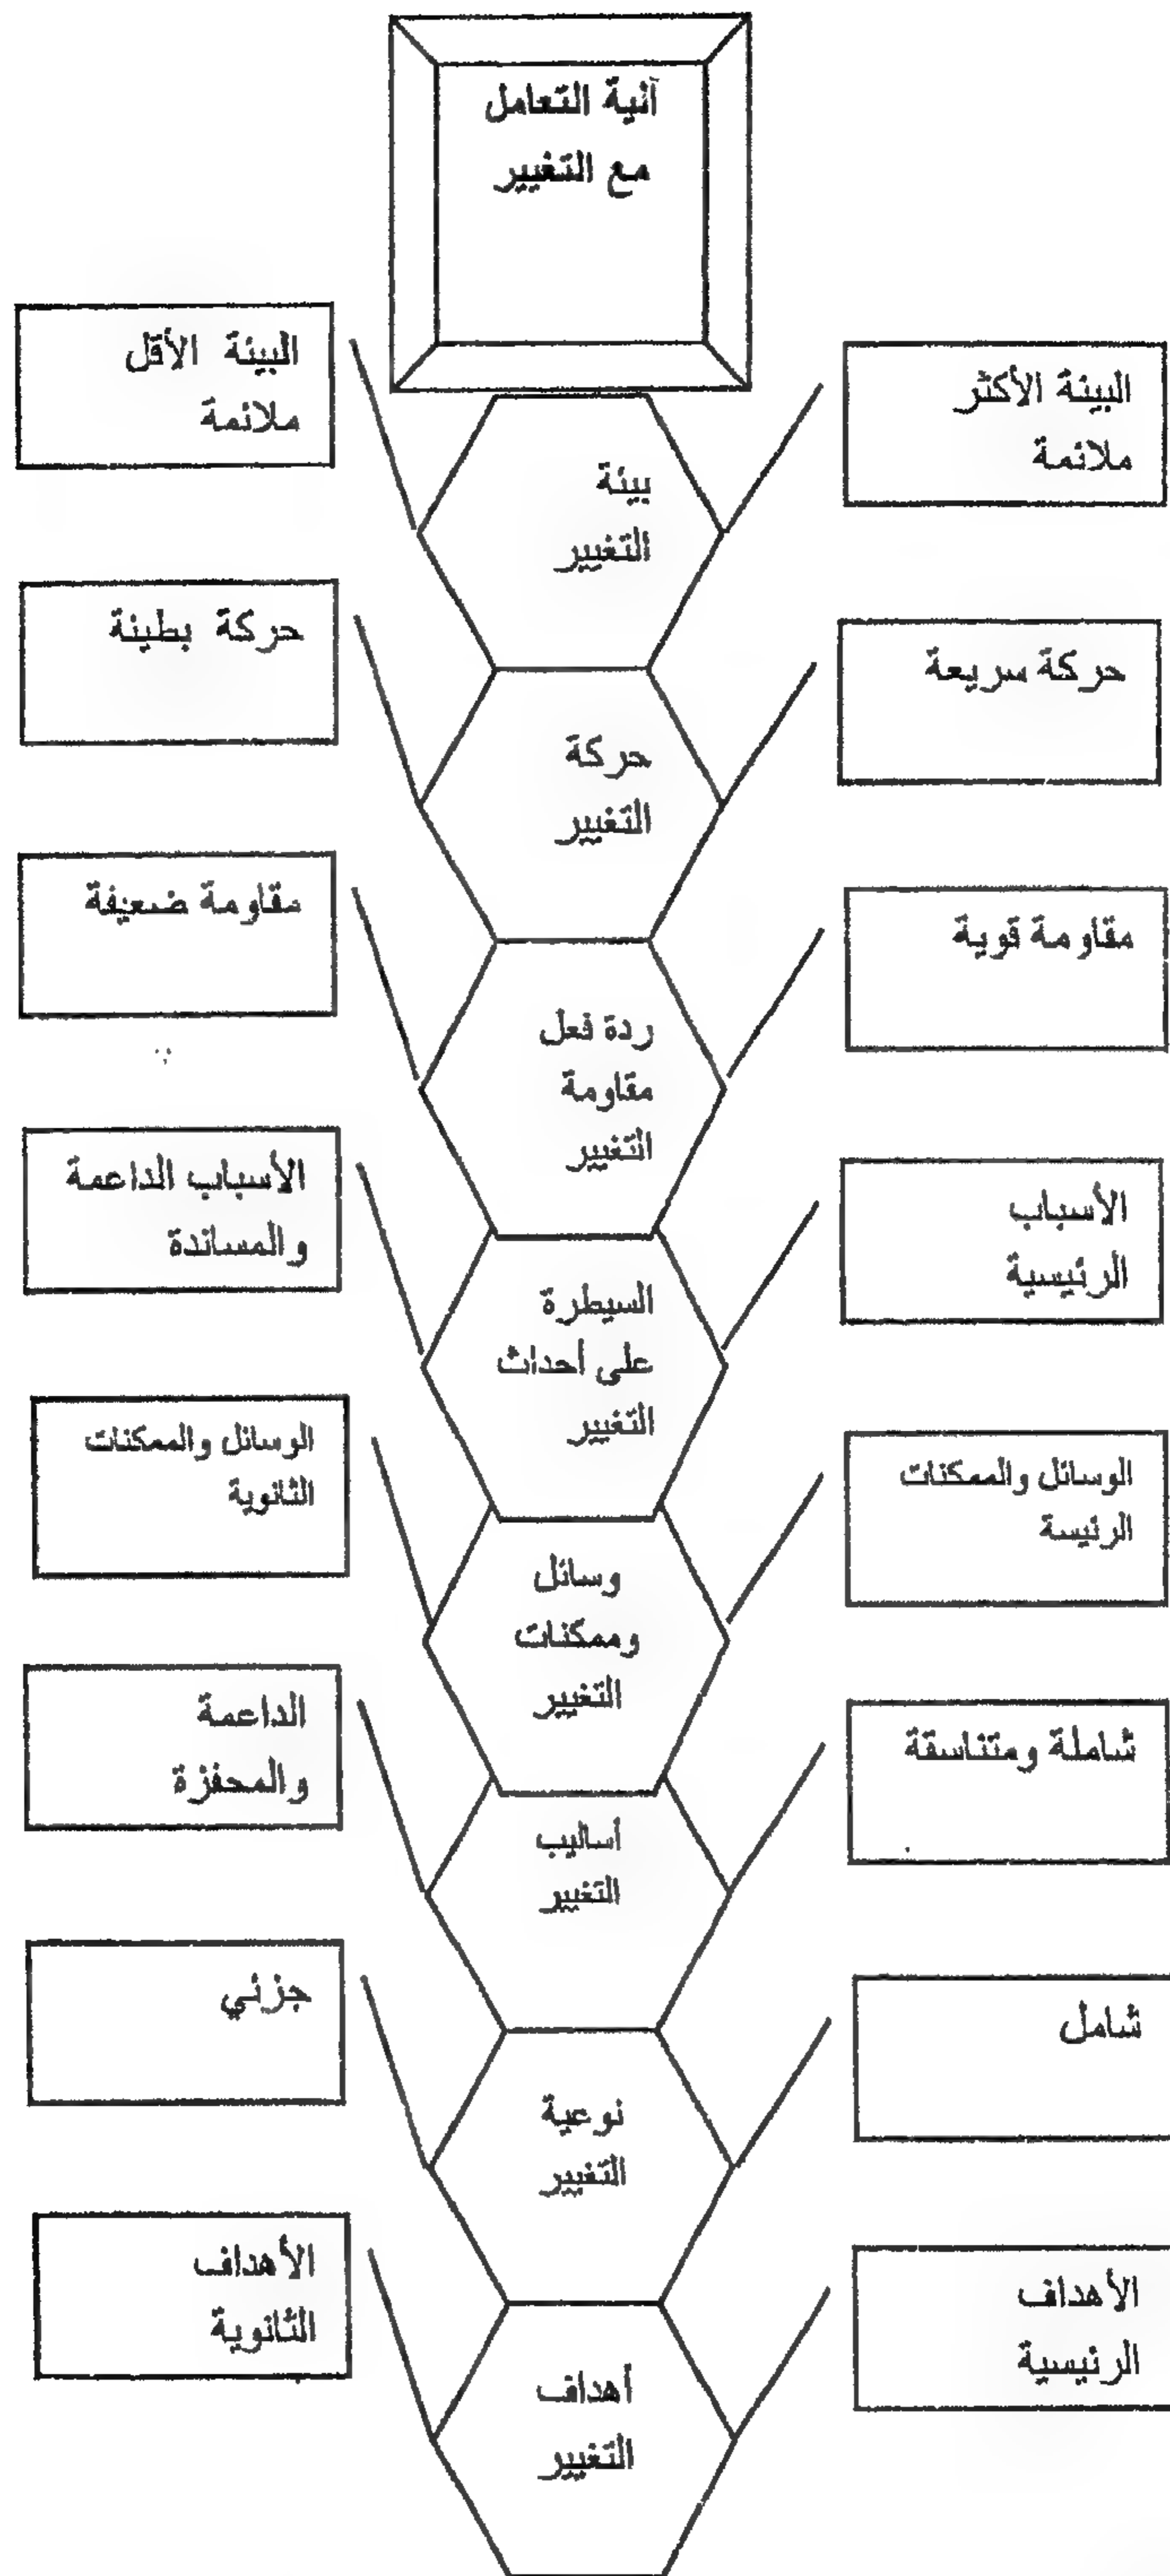 آلية التعامل
مع التغيير
البيئة الأكثر
ملائمة
بيئة
التغيير
البيئة الأقل
ملائمة
حركة سريعة
حركة
التغيير
حركة بطيئة
مقاومة قوية
ردة فعل
مقاومة
التغيير
مقاومة ضعيفة
الأسباب
الرئيسية
السيطرة
على أحداث
التغيير
الأسباب الداعمة
والمساندة
الوسائل والممكنات
الرئيسة
وسائل
وممكنات
التغيير
الوسائل والممكنات
الثانوية
شاملة ومتناسقة
أساليب
التغيير
الداعمة
والمحفزة
شامل
نوعية
التغيير
جزئي
الأهداف
الرئيسية
أهداف
التغيير
الأهداف
الثانوية